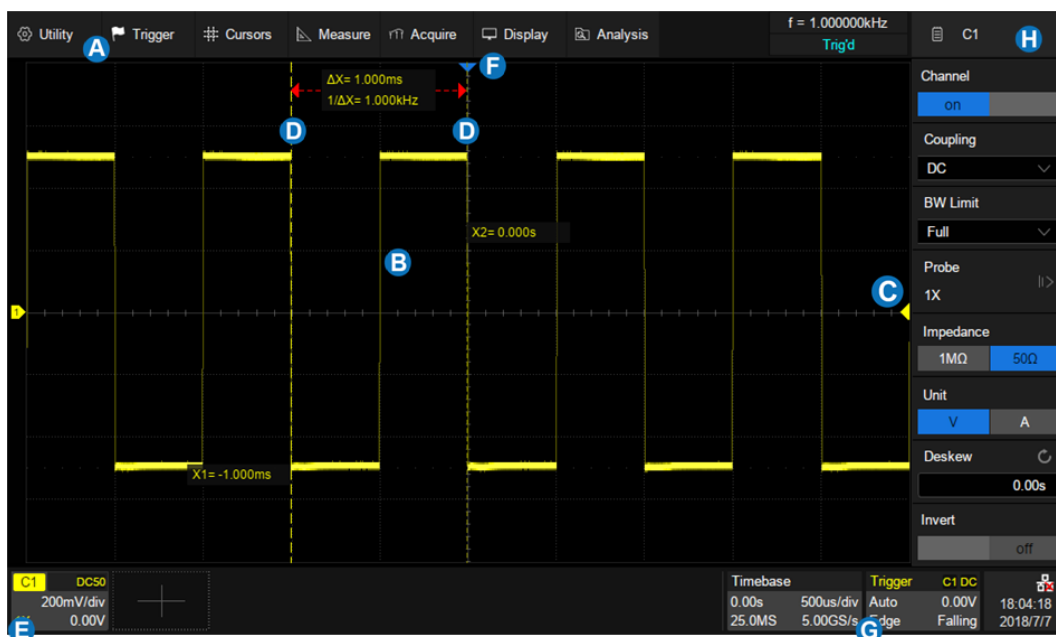 Utility
A
Trigger
Cursors
Measure
Acquire
Display
Analysis
f = 1.000000kHz
Trig'd
C1
H
F
ΔX= 1.000ms
1/ΔX= 1.000kHz
D
D
X2= 0.000s
B
C
1
X1= -1.000ms
Channel
on
Coupling
DC
BW Limit
Full
Probe
1X
Impedance
1MΩ
50Ω
Unit
V
A
Deskew
0.00s
Invert
off
C1 DC50
200mV/div
0.00V
E
Timebase
0.00s 500us/div
25.0MS 5.00GS/s
Trigger C1 DC
Auto 0.00V
Edge Falling
G
18:04:18
2018/7/7